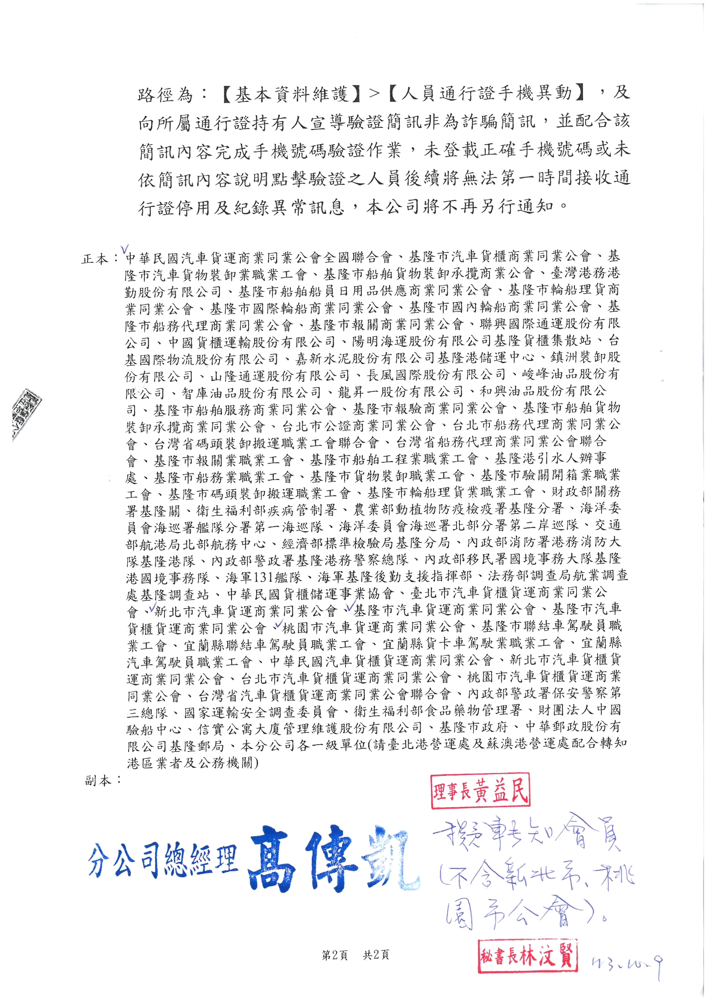 路徑為：【基本資料維護】>【人員通行證手機異動】，及
向所屬通行證持有人宣導驗證簡訊非為詐騙簡訊，並配合該
簡訊內容完成手機號碼驗證作業，未登載正確手機號碼或未
依簡訊內容說明點擊驗證之人員後續將無法第一時間接收通
行證停用及紀錄異常訊息，本公司將不再另行通知。
正本：中華民國汽車貨運商業同業公會全國聯合會、基隆市汽車貨櫃商業同業公會、基
隆市汽車貨物裝卸業職業工會、基隆市船舶貨物裝卸承攬商業公會、臺灣港務港
勤股份有限公司、基隆市船舶船員日用品供應商業同業公會、基隆市輪船理貨商
業同業公會、基隆市國際輪船商業同業公會、基隆市國內輪船商業同業公會、基
隆市船務代理商業同業公會、基隆市報關商業同業公會、聯興國際通運股份有限
公司、中國貨櫃運輸股份有限公司、陽明海運股份有限公司基隆貨櫃集散站、台
基國際物流股份有限公司、嘉新水泥股份有限公司基隆港儲運中心、鎮洲裝卸股
份有限公司、山隆通運股份有限公司、長風國際股份有限公司、峻峰油品股份有
限公司、智庫油品股份有限公司、龍昇一股份有限公司、和興油品股份有限公
司、基隆市船舶服務商業同業公會、基隆市報驗商業同業公會、基隆市船舶貨物
裝卸承攬商業同業公會、台北市公證商業同業公會、台北市船務代理商業同業公
會、台灣省碼頭裝卸搬運職業工會聯合會、台灣省船務代理商業同業公會聯合
會、基隆市報關業職業工會、基隆市船舶工程業職業工會、基隆港引水人辦事
處、基隆市船務業職業工會、基隆市貨物裝卸職業工會、基隆市驗關開箱業職業
工會、基隆市碼頭裝卸搬運職業工會、基隆市輪船理貨業職業工會、財政部關務
署基隆關、衛生福利部疾病管制署、農業部動植物防疫檢疫署基隆分署、海洋委
員會海巡署艦隊分署第一海巡隊、海洋委員會海巡署北部分署第二岸巡隊、交通
部航港局北部航務中心、經濟部標準檢驗局基隆分局、內政部消防署港務消防大
隊基隆港隊、內政部警政署基隆港務警察總隊、內政部移民署國境事務大隊基隆
港國境事務隊、海軍131艦隊、海軍基隆後勤支援指揮部、法務部調查局航業調查
處基隆調查站、中華民國貨櫃儲運事業協會、臺北市汽車貨櫃貨運商業同業公
會、新北市汽車貨運商業同業公會、基隆市汽車貨運商業同業公會、基隆市汽車
貨櫃貨運商業同業公會、桃園市汽車貨運商業同業公會、基隆市聯結車駕駛員職
業工會、宜蘭縣聯結車駕駛員職業工會、宜蘭縣貨卡車駕駛業職業工會、宜蘭縣
汽車駕駛員職業工會、中華民國汽車貨櫃貨運商業同業公會、新北市汽車貨櫃貨
運商業同業公會、台北市汽車貨櫃貨運商業同業公會、桃園市汽車貨櫃貨運商業
同業公會、台灣省汽車貨櫃貨運商業同業公會聯合會、內政部警政署保安警察第
三總隊、國家運輸安全調查委員會、衛生福利部食品藥物管理署、財團法人中國
驗船中心、信實公寓大廈管理維護股份有限公司、基隆市政府、中華郵政股份有
限公司基隆郵局、本分公司各一級單位(請臺北港營運處及蘇澳港營運處配合轉知
港區業者及公務機關)
副本：
理事長黃益民
分公司總經理 高傳凱
擬轉知會員
(不含新北市、桃
園市公會)。
第2頁 共2頁
秘書長林汶賢
113.10.9